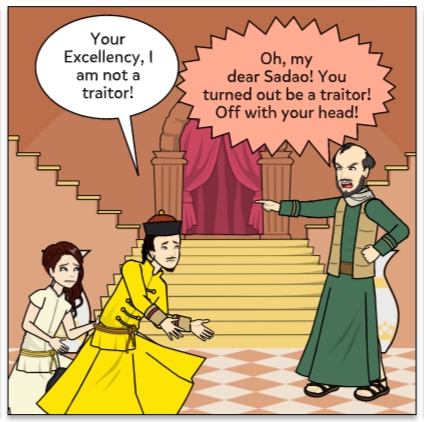 Your
Excellency, I
am not a
traitor!
Oh, my
dear Sadao! You
turned out be a traitor!
Off with your head!